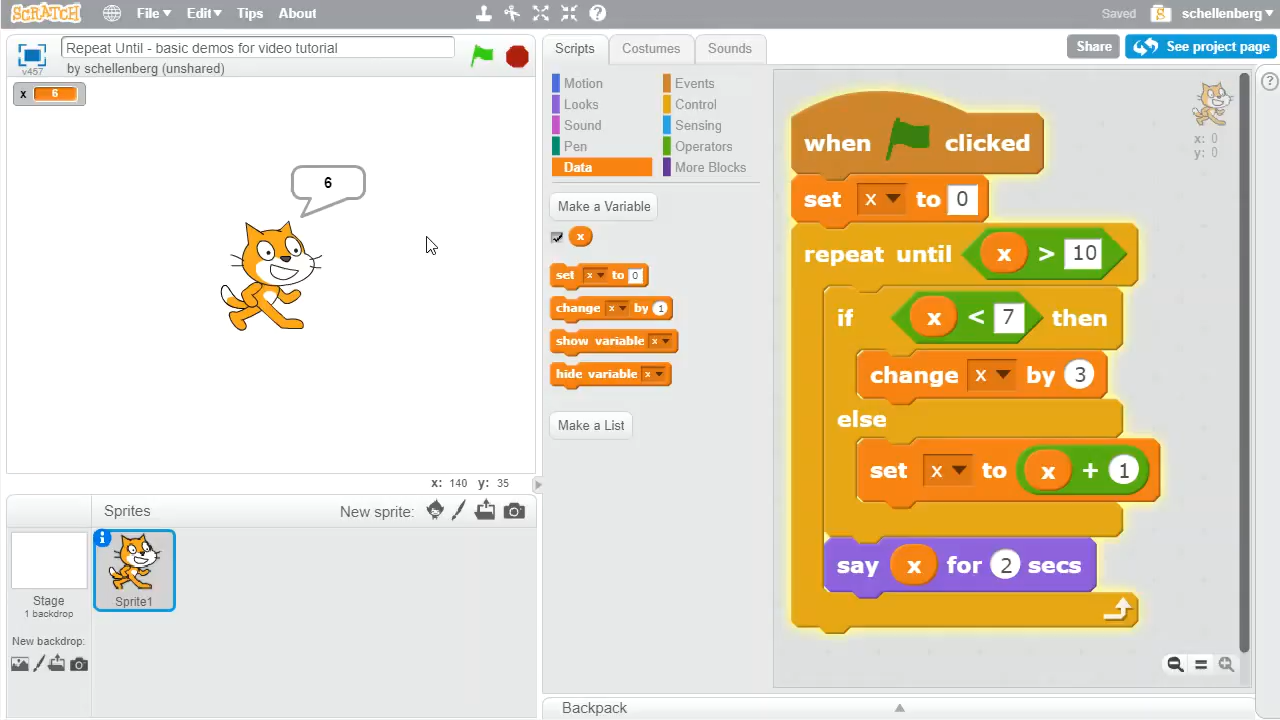 SCRATCH File Edit Tips About Saved schellenberg
Repeat Until - basic demos for video tutorial
by schellenberg (unshared)
v457
x 6
6
x: 140 y: 35
Sprites New sprite:
Stage
1 backdrop
New backdrop:
Sprite1
Scripts Costumes Sounds
Share See project page
Motion Events
Looks Control
Sound Sensing
Pen Operators
Data More Blocks
Make a Variable
x
set x to 0
change x by 1
show variable x
hide variable x
Make a List
when clicked
set x to 0
repeat until x > 10
if x < 7 then
change x by 3
else
set x to x + 1
say x for 2 secs
x: 0
y: 0
Backpack